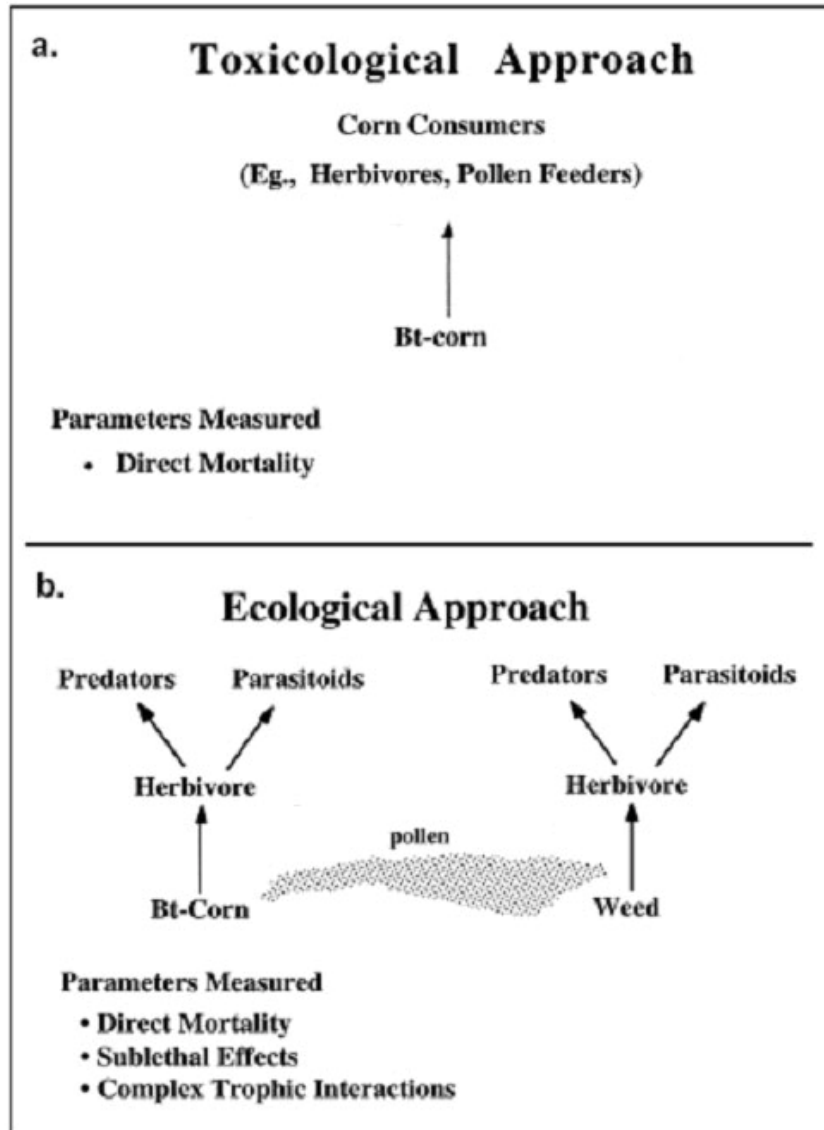 a.
Toxicological Approach
Corn Consumers
(Eg., Herbivores, Pollen Feeders)
Bt-corn
Parameters Measured
• Direct Mortality
b.
Ecological Approach
Predators Parasitoids Predators Parasitoids
Herbivore Herbivore
pollen
Bt-Corn Weed
Parameters Measured
• Direct Mortality
• Sublethal Effects
• Complex Trophic Interactions